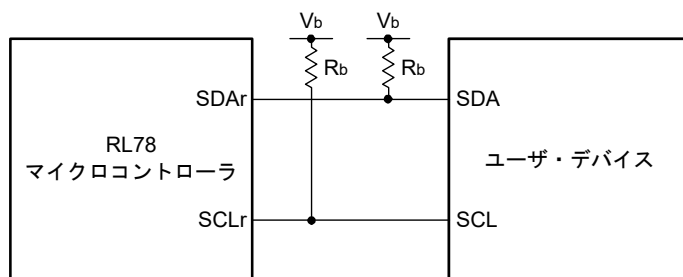 Vb Vb
Rb Rb
SDAr SDA
RL78
マイクロコントローラ
ユーザ・デバイス
SCLr SCL